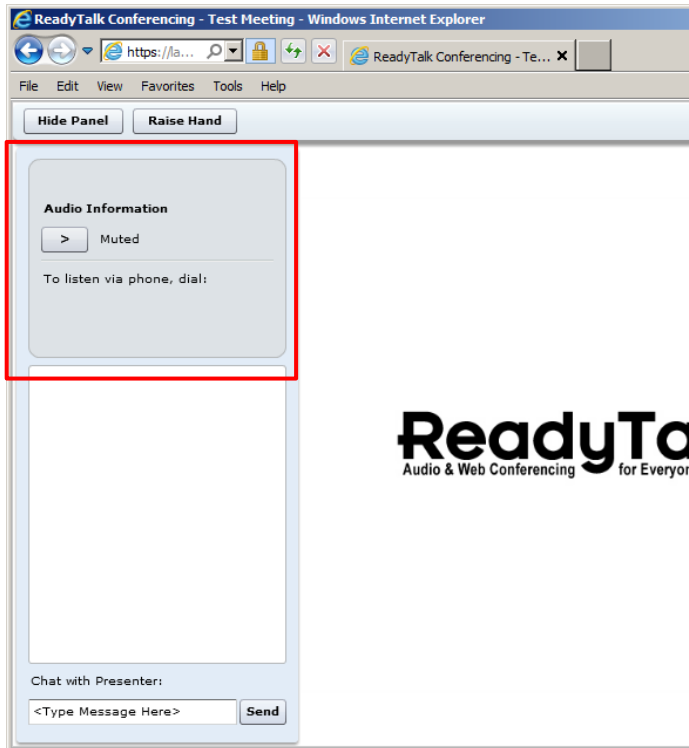 ReadyTalk Conferencing - Test Meeting - Windows Internet Explorer
https://la...
ReadyTalk Conferencing - Te...
File Edit View Favorites Tools Help
Hide Panel Raise Hand
Audio Information
> Muted
To listen via phone, dial:
ReadyTa
Audio & Web Conferencing for Everyon
Chat with Presenter:
<Type Message Here> Send